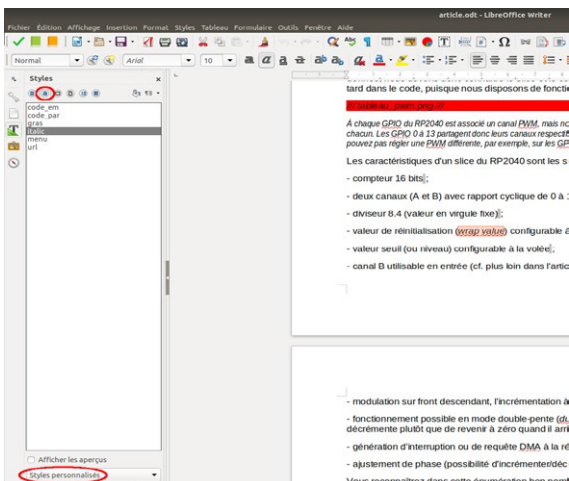 article.odt - LibreOffice Writer
Fichier Édition Affichage Insertion Format Styles Tableau Formulaire Outils Fenêtre Aide
Normal Arial 10
Styles
code_em
code_par
gras
italic
menu
url
Afficher les aperçus
Styles personnalisés
tard dans le code, puisque nous disposons de foncti
/// tableau_pwm.png ///
À chaque GPIO du RP2040 est associé un canal PWM, mais
chacun. Les GPIO 0 à 13 partagent donc leurs canaux
pouvez pas régler une PWM différente, par exemple, sur les GP
Les caractéristiques d'un slice du RP2040 sont les s
- compteur 16 bits ;
- deux canaux (A et B) avec rapport cyclique de 0 à
- diviseur 8.4 (valeur en virgule fixe) ;
- valeur de réinitialisation (wrap value) configurable à
- valeur seuil (ou niveau) configurable à la volée ;
- canal B utilisable en entrée (cf. plus loin dans l'artic
- modulation sur front descendant, l'incrémentation à
- fonctionnement possible en mode double-pente (du
décrémente plutôt que de revenir à zéro quand il arri
- génération d'interruption ou de requête DMA à la ré
- ajustement de phase (possibilité d'incrémenter/déc
Vous reconnaîtrez dans cette énumération bon